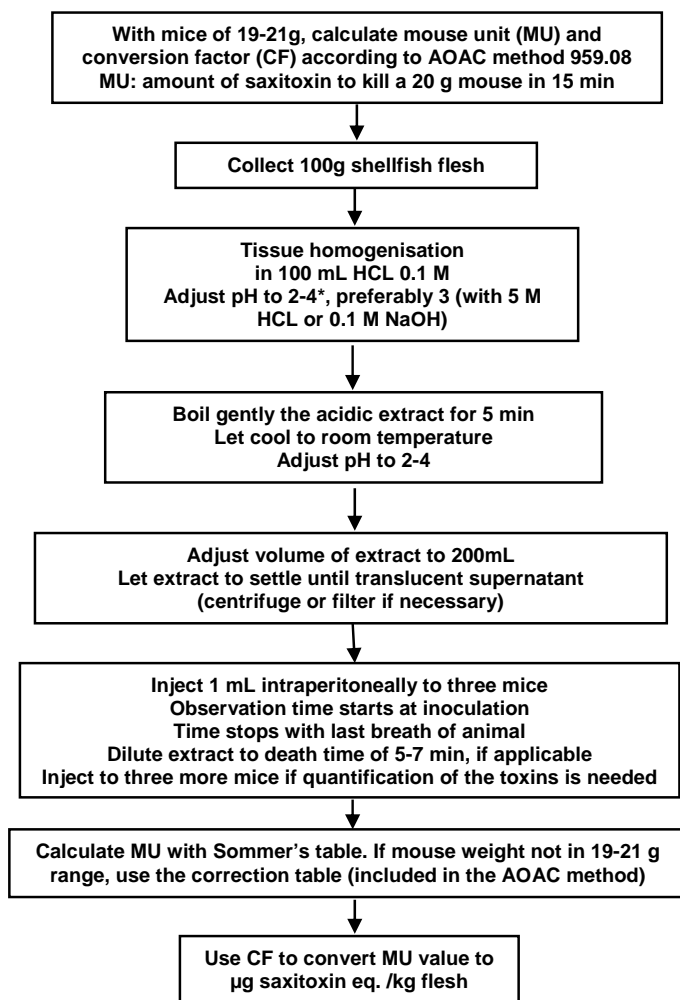 With mice of 19-21g, calculate mouse unit (MU) and
conversion factor (CF) according to AOAC method 959.08
MU: amount of saxitoxin to kill a 20 g mouse in 15 min
Collect 100g shellfish flesh
Tissue homogenisation
in 100 mL HCL 0.1 M
Adjust pH to 2-4*, preferably 3 (with 5 M
HCL or 0.1 M NaOH)
Boil gently the acidic extract for 5 min
Let cool to room temperature
Adjust pH to 2-4
Adjust volume of extract to 200mL
Let extract to settle until translucent supernatant
(centrifuge or filter if necessary)
Inject 1 mL intraperitoneally to three mice
Observation time starts at inoculation
Time stops with last breath of animal
Dilute extract to death time of 5-7 min, if applicable
Inject to three more mice if quantification of the toxins is needed
Calculate MU with Sommer's table. If mouse weight not in 19-21 g
range, use the correction table (included in the AOAC method)
Use CF to convert MU value to
µg saxitoxin eq. /kg flesh